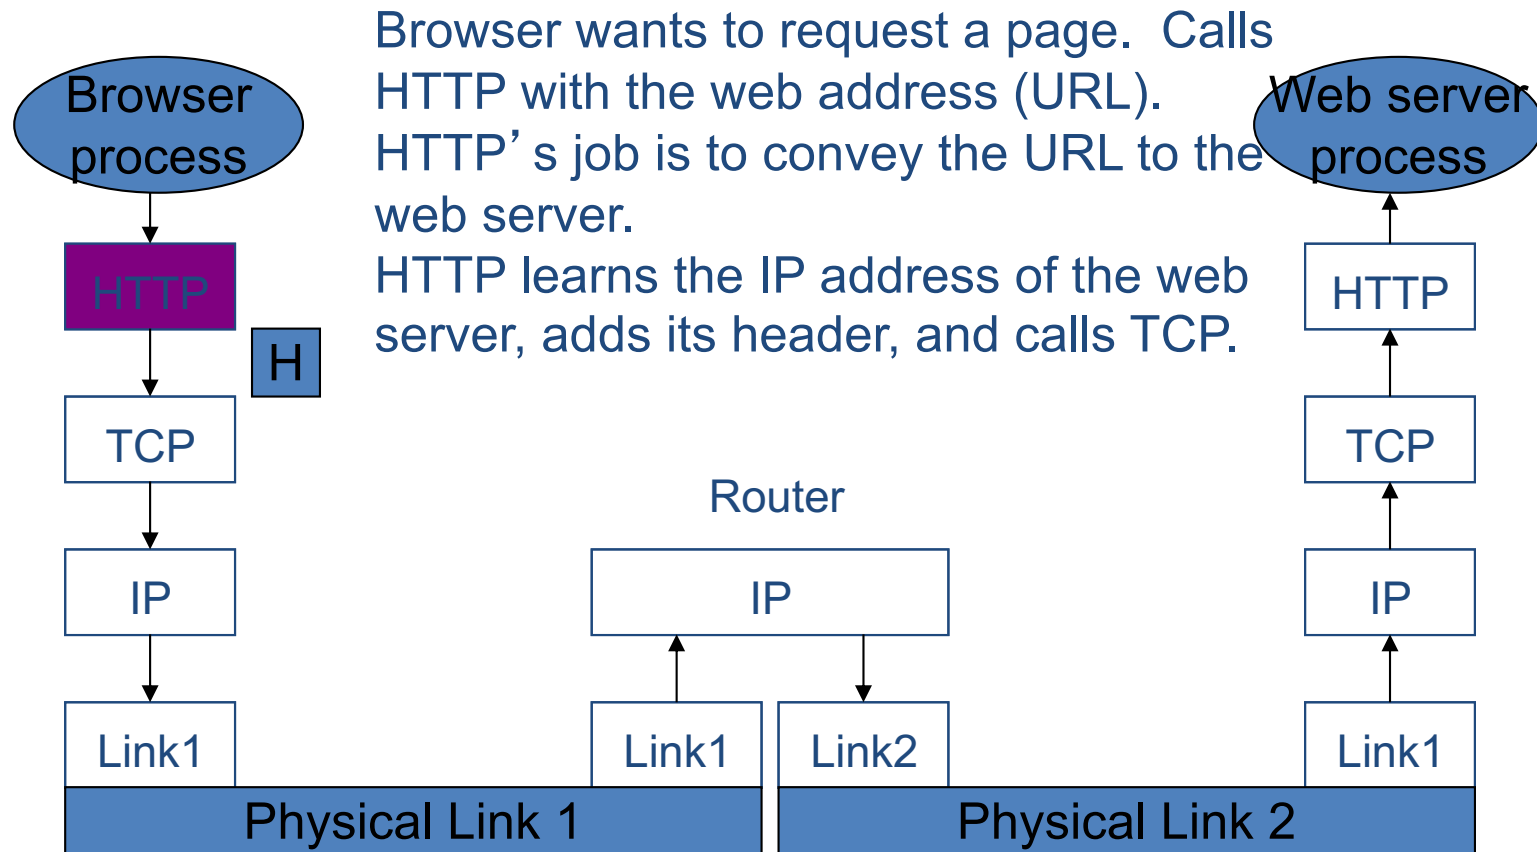 Browser wants to request a page.  Calls
HTTP with the web address (URL).
HTTP’ s job is to convey the URL to the
web server.
HTTP learns the IP address of the web
server, adds its header, and calls TCP.
Browser
process
Web server
process
HTTP
HTTP
H
TCP
TCP
Router
IP
IP
IP
Link1
Link1
Link2
Link1
Physical Link 1
Physical Link 2